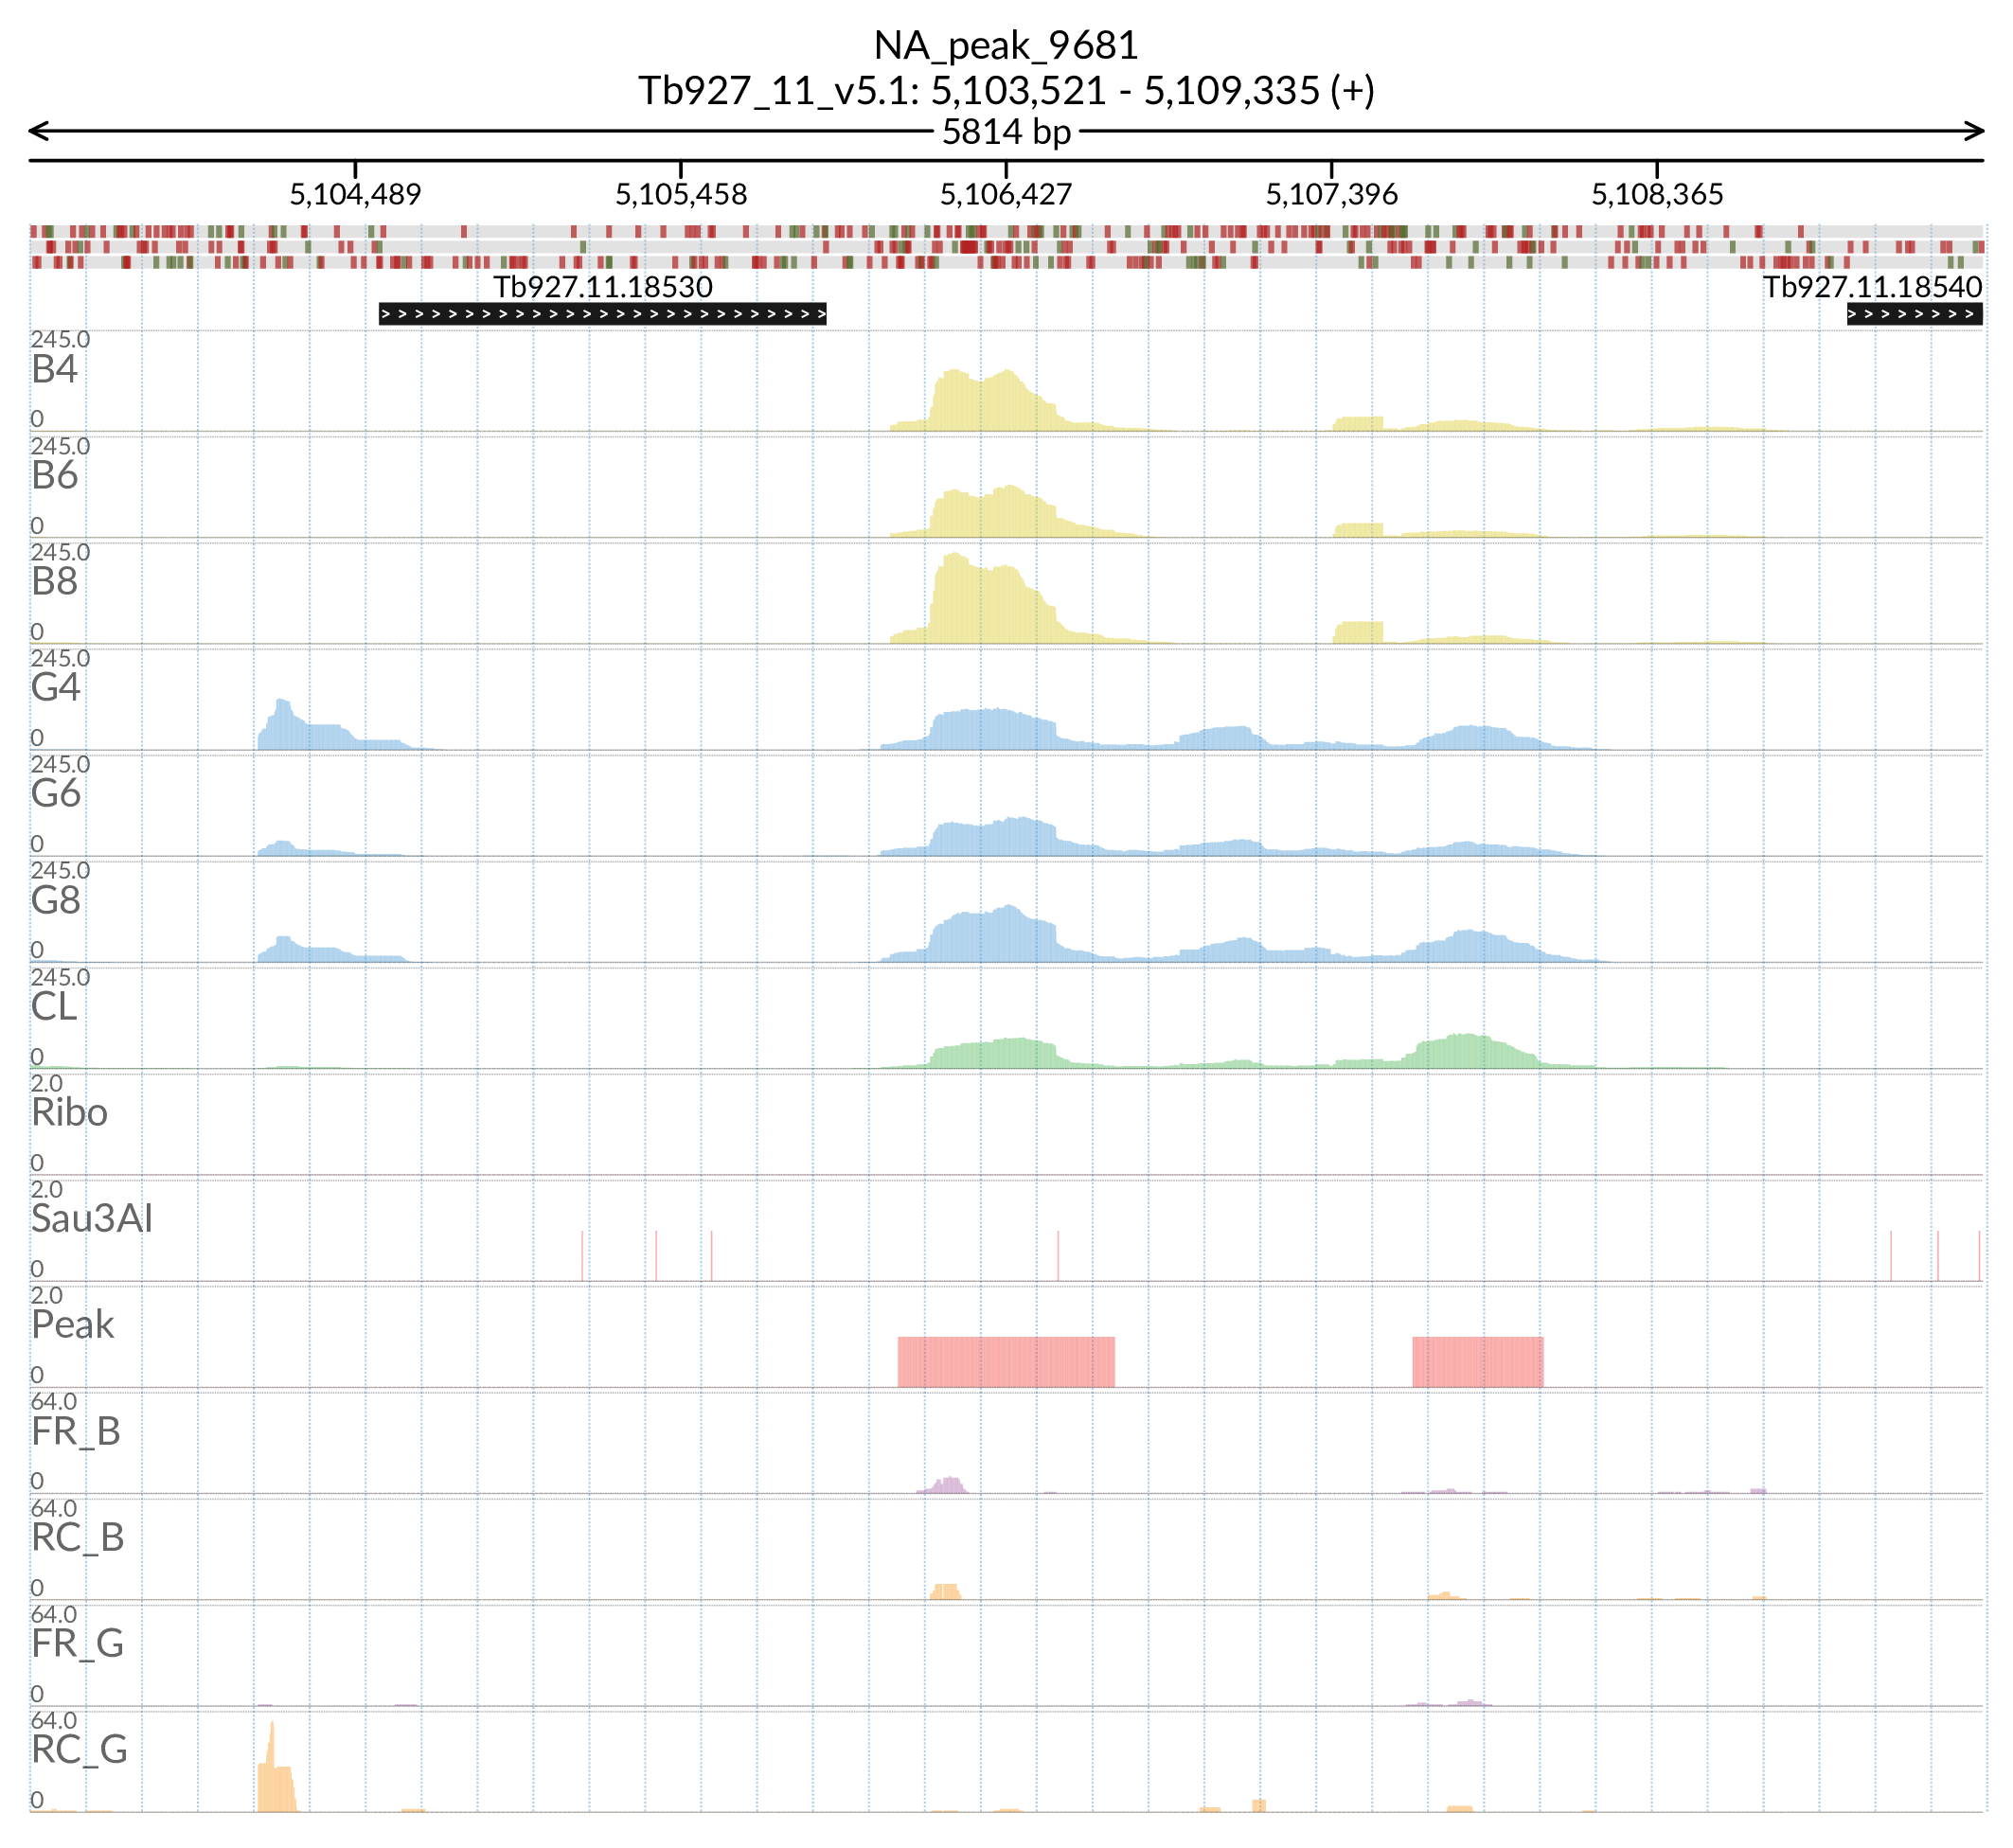 NA_peak_9681
Tb927_11_v5.1: 5,103,521 - 5,109,335 (+)
5814 bp
5,104,489 5,105,458 5,106,427 5,107,396 5,108,365
Tb927.11.18530 Tb927.11.18540
245.0
B4
0
245.0
B6
0
245.0
B8
0
245.0
G4
0
245.0
G6
0
245.0
G8
0
245.0
CL
0
2.0
Ribo
0
2.0
Sau3AI
0
2.0
Peak
0
64.0
FR_B
0
64.0
RC_B
0
64.0
FR_G
0
64.0
RC_G
0